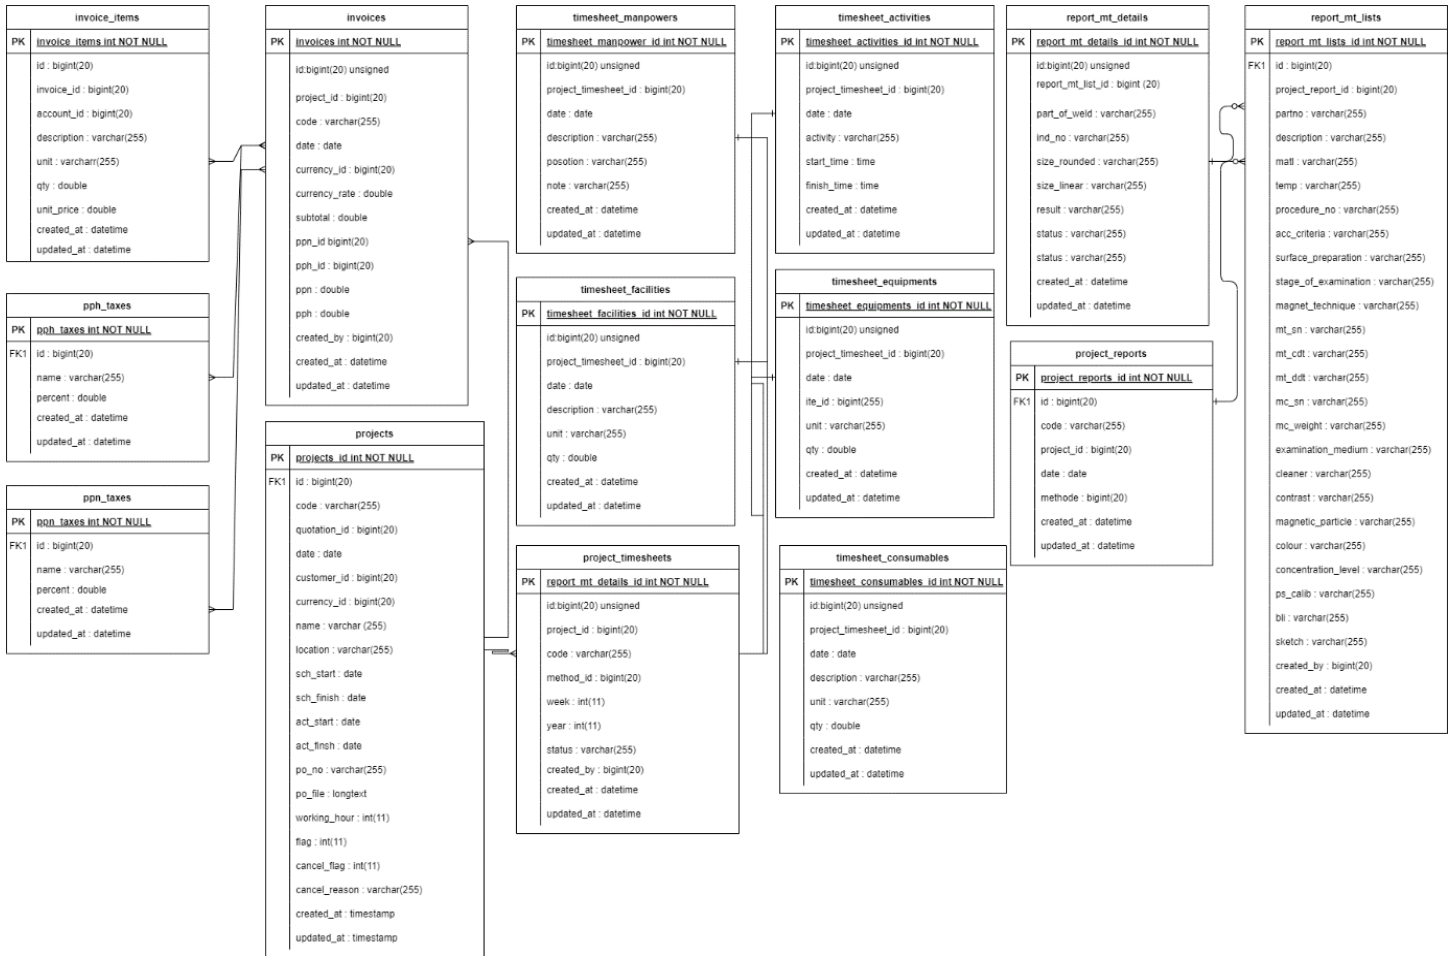 invoice_items
PK invoice_items int NOT NULL
id : bigint(20)
invoice_id : bigint(20)
account_id : bigint(20)
description : varchar(255)
unit : varcharr(255)
qty : double
unit_price : double
created_at : datetime
updated_at : datetime
pph_taxes
PK pph_taxes int NOT NULL
FK1 id : bigint(20)
name : varchar(255)
percent : double
created_at : datetime
updated_at : datetime
ppn_taxes
PK ppn_taxes int NOT NULL
FK1 id : bigint(20)
name : varchar(255)
percent : double
created_at : datetime
updated_at : datetime
invoices
PK invoices int NOT NULL
id:bigint(20) unsigned
project_id : bigint(20)
code : varchar(255)
date : date
currency_id : bigint(20)
currency_rate : double
subtotal : double
ppn_id bigint(20)
pph_id : bigint(20)
ppn : double
pph : double
created_by : bigint(20)
created_at : datetime
updated_at : datetime
projects
PK projects_id int NOT NULL
FK1 id : bigint(20)
code : varchar(255)
quotation_id : bigint(20)
date : date
customer_id : bigint(20)
currency_id : bigint(20)
name : varchar (255)
location : varchar(255)
sch_start : date
sch_finish : date
act_start : date
act_finsh : date
po_no : varchar(255)
po_file : longtext
working_hour : int(11)
flag : int(11)
cancel_flag : int(11)
cancel_reason : varchar(255)
created_at : timestamp
updated_at : timestamp
timesheet_manpowers
PK timesheet_manpower_id int NOT NULL
id:bigint(20) unsigned
project_timesheet_id : bigint(20)
date : date
description : varchar(255)
posotion : varchar(255)
note : varchar(255)
created_at : datetime
updated_at : datetime
timesheet_facilities
PK timesheet_facilities_id int NOT NULL
id:bigint(20) unsigned
project_timesheet_id : bigint(20)
date : date
description : varchar(255)
unit : varchar(255)
qty : double
created_at : datetime
updated_at : datetime
project_timesheets
PK report_mt_details_id int NOT NULL
id:bigint(20) unsigned
project_id : bigint(20)
code : varchar(255)
method_id : bigint(20)
week : int(11)
year : int(11)
status : varchar(255)
created_by : bigint(20)
created_at : datetime
updated_at : datetime
timesheet_activities
PK timesheet_activities_id int NOT NULL
id:bigint(20) unsigned
project_timesheet_id : bigint(20)
date : date
activity : varchar(255)
start_time : time
finish_time : time
created_at : datetime
updated_at : datetime
timesheet_equipments
PK timesheet_equipments_id int NOT NULL
id:bigint(20) unsigned
project_timesheet_id : bigint(20)
date : date
ite_id : bigint(255)
unit : varchar(255)
qty : double
created_at : datetime
updated_at : datetime
timesheet_consumables
PK timesheet_consumables_id int NOT NULL
id:bigint(20) unsigned
project_timesheet_id : bigint(20)
date : date
description : varchar(255)
unit : varchar(255)
qty : double
created_at : datetime
updated_at : datetime
report_mt_details
PK report_mt_details_id int NOT NULL
id:bigint(20) unsigned
report_mt_list_id : bigint (20)
part_of_weld : varchar(255)
ind_no : varchar(255)
size_rounded : varchar(255)
size_linear : varchar(255)
result : varchar(255)
status : varchar(255)
status : varchar(255)
created_at : datetime
updated_at : datetime
project_reports
PK project_reports_id int NOT NULL
FK1 id : bigint(20)
code : varchar(255)
project_id : bigint(20)
date : date
methode : bigint(20)
created_at : datetime
updated_at : datetime
report_mt_lists
PK report_mt_lists_id int NOT NULL
FK1 id : bigint(20)
project_report_id : bigint(20)
partno : varchar(255)
description : varchar(255)
matl : varchar(255)
temp : varchar(255)
procedure_no : varchar(255)
acc_criteria : varchar(255)
surface_preparation : varchar(255)
stage_of_examination : varchar(255)
magnet_technique : varchar(255)
mt_sn : varchar(255)
mt_cdt : varchar(255)
mt_ddt : varchar(255)
mc_sn : varchar(255)
mc_weight : varchar(255)
examination_medium : varchar(255)
cleaner : varchar(255)
contrast : varchar(255)
magnetic_particle : varchar(255)
colour : varchar(255)
concentration_level : varchar(255)
ps_calib : varchar(255)
bli : varchar(255)
sketch : varchar(255)
created_by : bigint(20)
created_at : datetime
updated_at : datetime